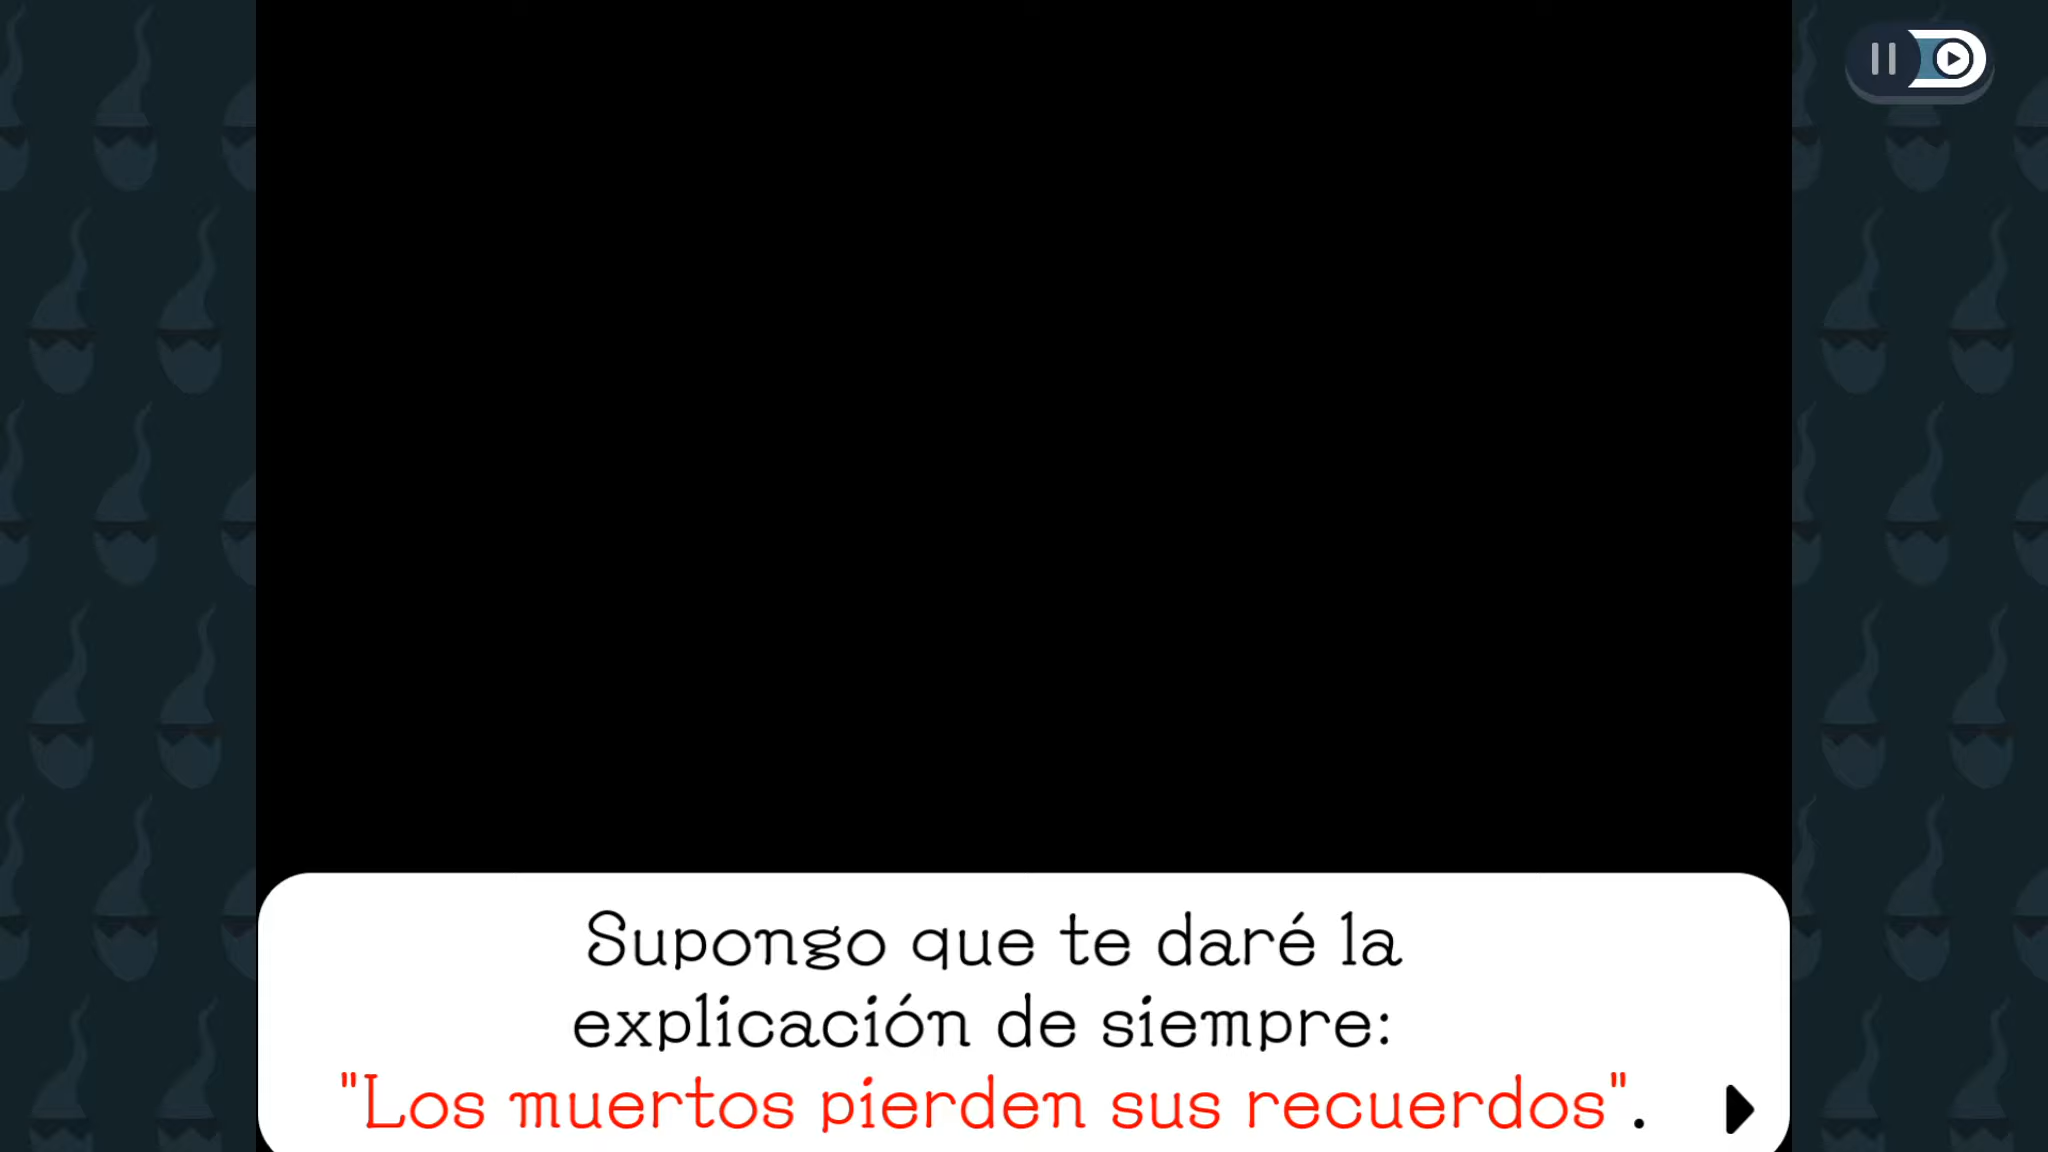 Supongo que te daré la
explicación de siempre:
"Los muertos pierden sus recuerdos".